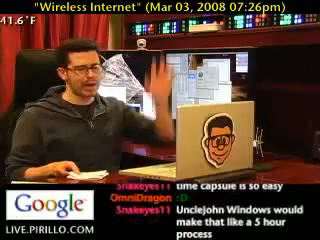 "Wireless Internet" (Mar 03, 2008 07:26pm)
41.6°F
Snakeyes11 time capsule is so easy
OmniDragon :D
Snakeyes11 UncleJohn Windows would
make that like a 5 hour
process
Google
LIVE.PIRILLO.COM